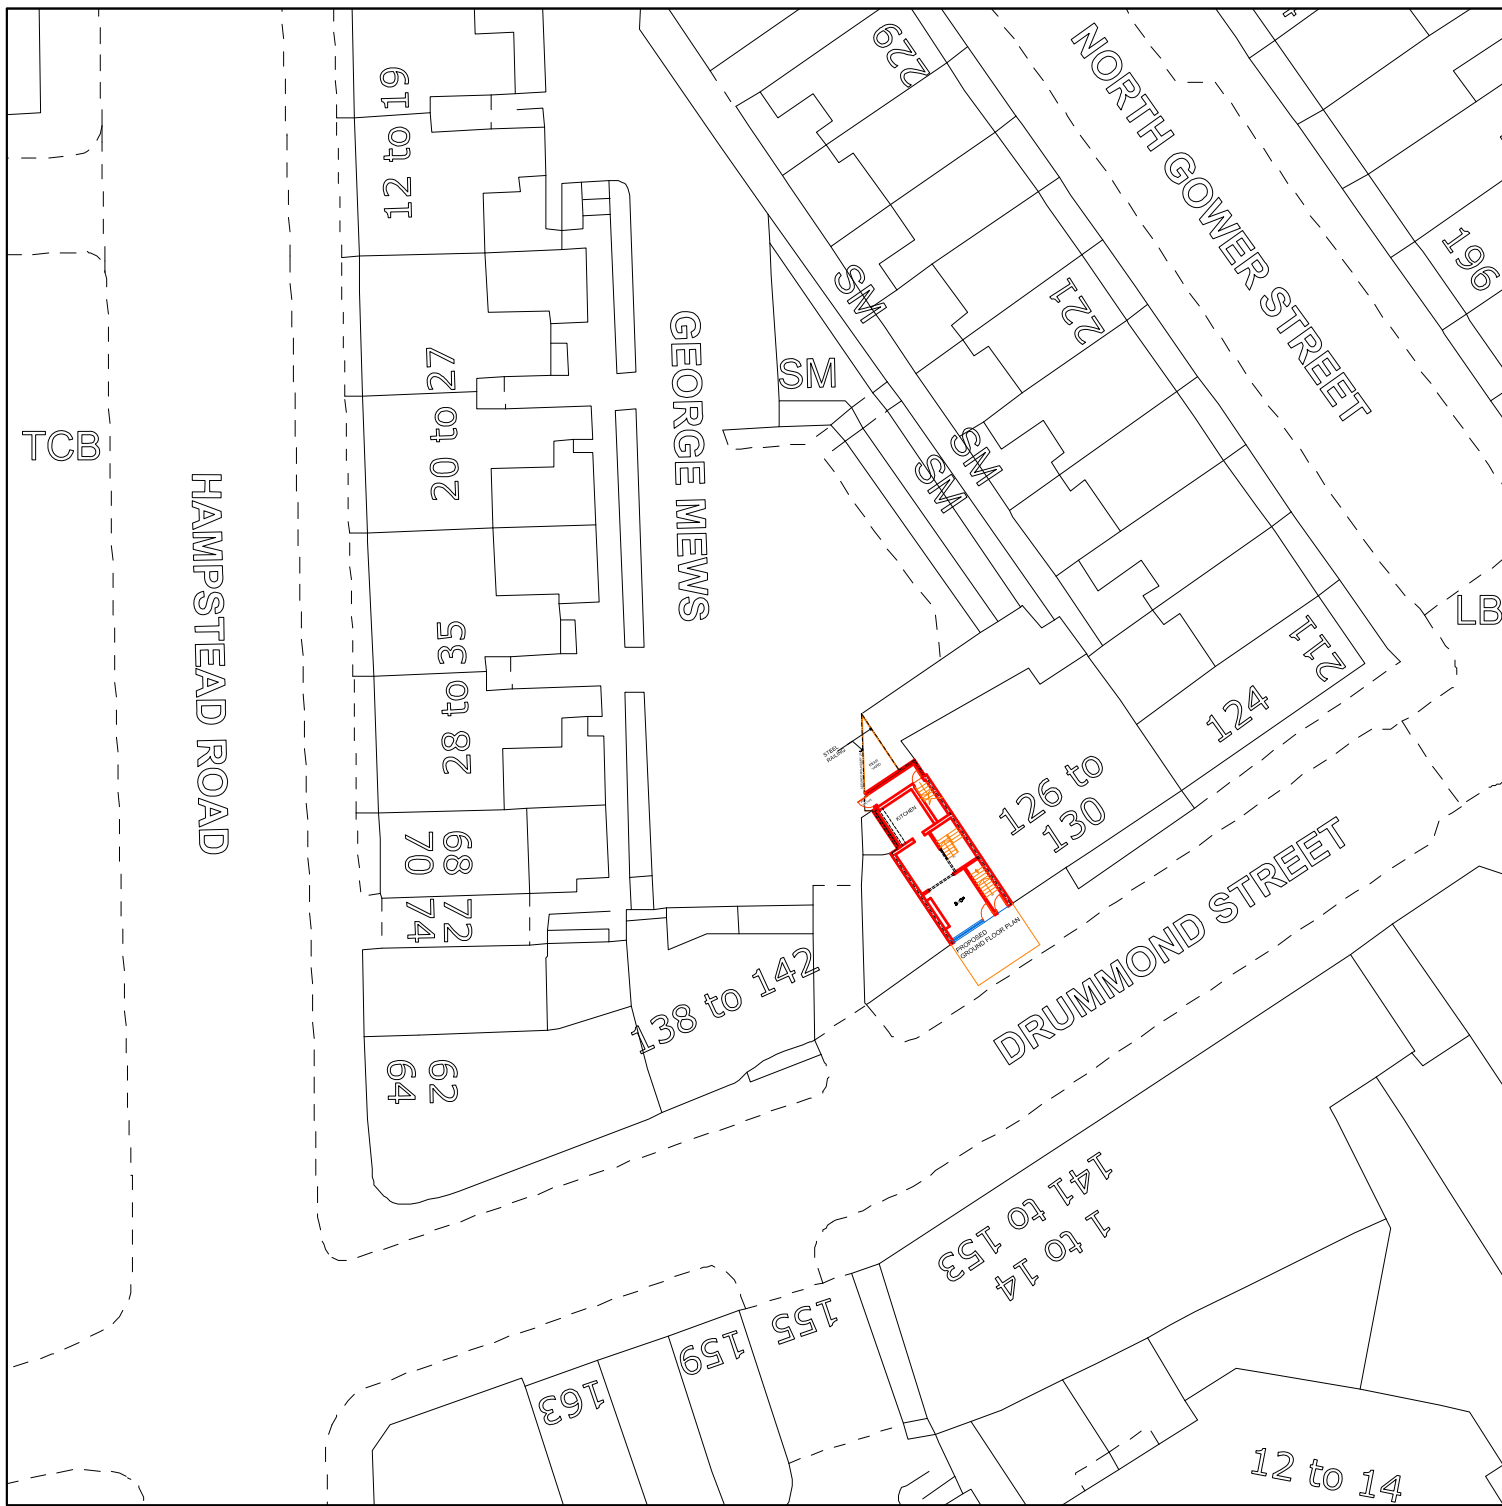 229
NORTH GOWER STREET
12 to 19
196
SM
221
GEORGE MEWS
20 to 27
SM
TCB
SM
SM
HAMPSTEAD ROAD
LB
28 to 35
211
124
STEEL
RAILING
126 to
130
KITCHEN
70
68
74
72
SHOP
PROPOSED
GROUND FLOOR PLAN
DRUMMOND STREET
138 to 142
64
62
141 to 153
1 to 14
155
159
163
12 to 14